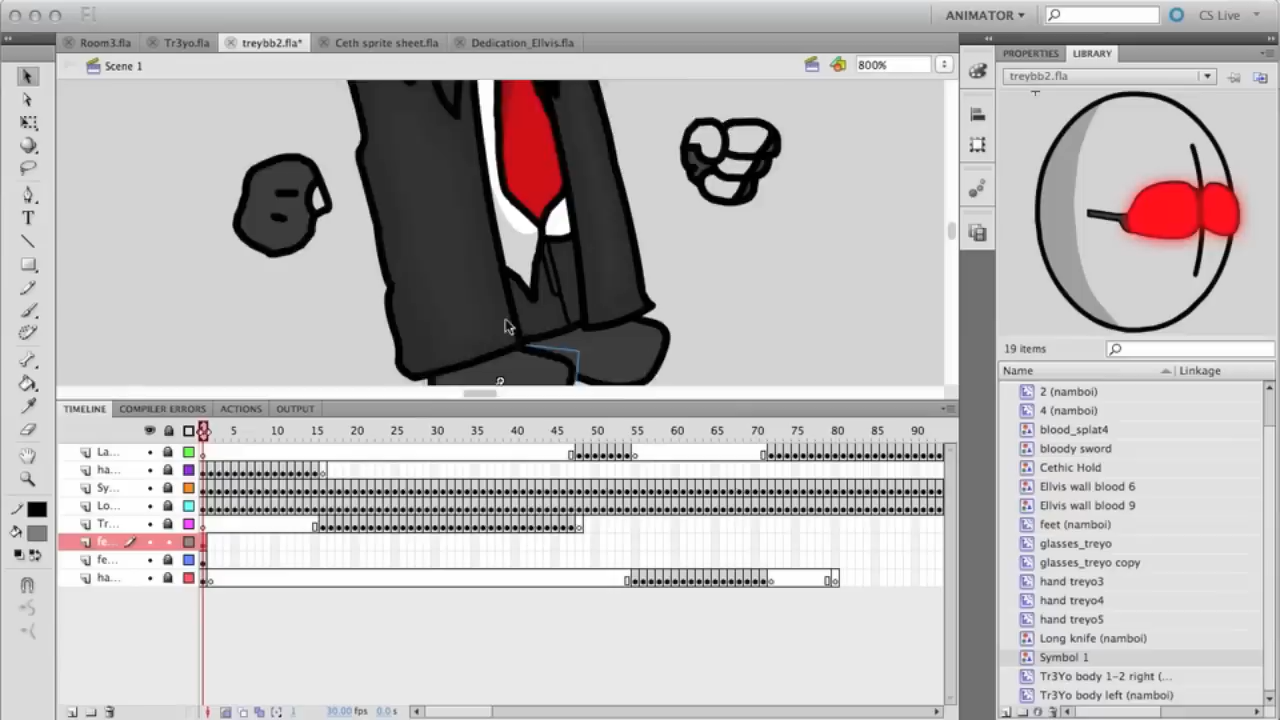 Fl ANIMATOR CS Live
Room3.fla Tr3yo.fla treybb2.fla* Ceth sprite sheet.fla Dedication_Ellvis.fla
Scene 1 800%
PROPERTIES LIBRARY
treybb2.fla
19 items
Name Linkage
2 (namboi)
4 (namboi)
blood_splat4
bloody sword
Cethic Hold
Ellvis wall blood 6
Ellvis wall blood 9
feet (namboi)
glasses_treyo
glasses_treyo copy
hand treyo3
hand treyo4
hand treyo5
Long knife (namboi)
Symbol 1
Tr3Yo body 1-2 right (...
Tr3Yo body left (namboi)
TIMELINE COMPILER ERRORS ACTIONS OUTPUT
5 10 15 20 25 30 35 40 45 50 55 60 65 70 75 80 85 90
La...
ha...
Sy...
Lo...
Tr...
fe...
fe...
ha...
1 30.00 fps 0.0 s